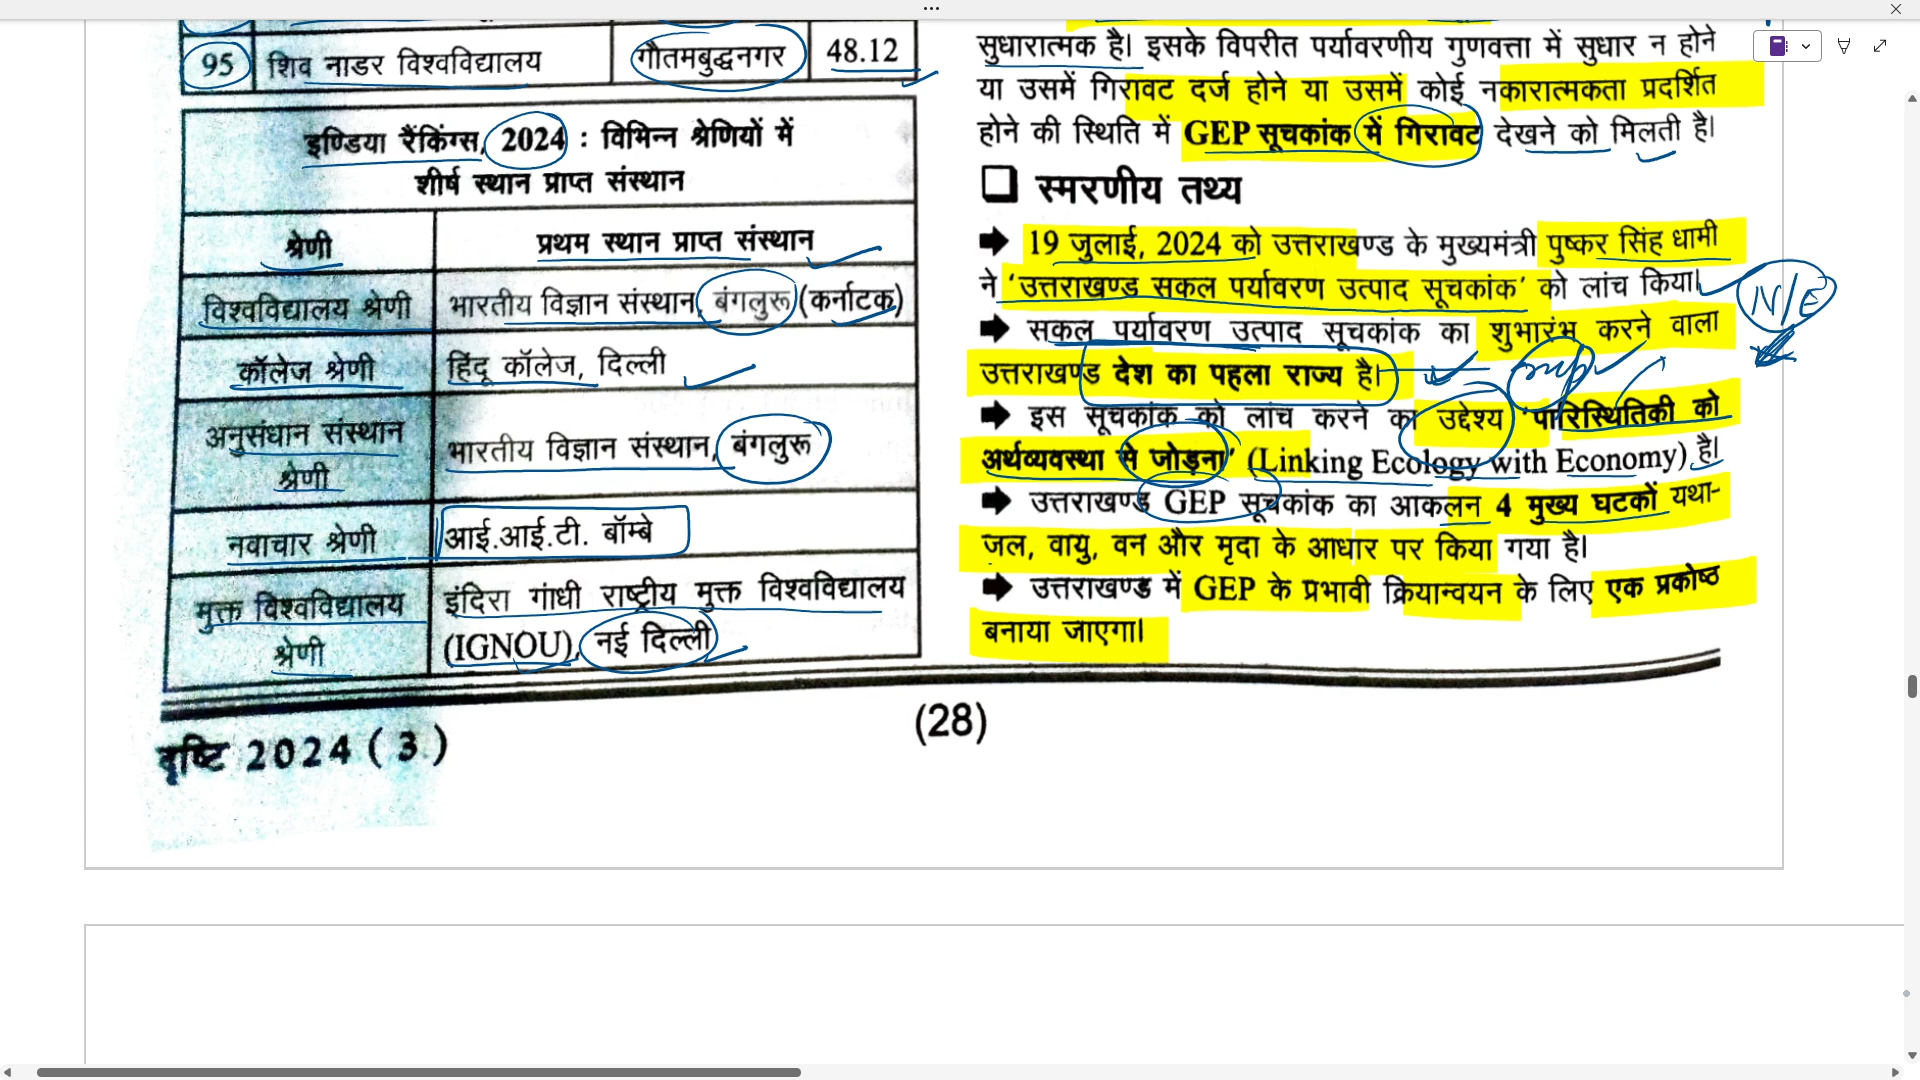 95 शिव नाडर विश्वविद्यालय गौतमबुद्धनगर 48.12
इण्डिया रैंकिंग्स, 2024 : विभिन्न श्रेणियों में
शीर्ष स्थान प्राप्त संस्थान
श्रेणी प्रथम स्थान प्राप्त संस्थान
विश्वविद्यालय श्रेणी भारतीय विज्ञान संस्थान, बंगलुरू (कर्नाटक)
कॉलेज श्रेणी हिंदू कॉलेज, दिल्ली
अनुसंधान संस्थान
श्रेणी
भारतीय विज्ञान संस्थान, बंगलुरू
नवाचार श्रेणी आई.आई.टी. बॉम्बे
मुक्त विश्वविद्यालय
श्रेणी
इंदिरा गांधी राष्ट्रीय मुक्त विश्वविद्यालय
(IGNOU), नई दिल्ली
सुधारात्मक है। इसके विपरीत पर्यावरणीय गुणवत्ता में सुधार न होने
या उसमें गिरावट दर्ज होने या उसमें कोई नकारात्मकता प्रदर्शित
होने की स्थिति में GEP सूचकांक में गिरावट देखने को मिलती है।
❑ स्मरणीय तथ्य
➡ 19 जुलाई, 2024 को उत्तराखण्ड के मुख्यमंत्री पुष्कर सिंह धामी
ने ‘उत्तराखण्ड सकल पर्यावरण उत्पाद सूचकांक’ को लांच किया।
N/E
➡ सकल पर्यावरण उत्पाद सूचकांक का शुभारंभ करने वाला
उत्तराखण्ड देश का पहला राज्य है।
➡ इस सूचकांक को लांच करने का उद्देश्य ‘पारिस्थितिकी को
अर्थव्यवस्था से जोड़ना’ (Linking Ecology with Economy) है।
➡ उत्तराखण्ड GEP सूचकांक का आकलन 4 मुख्य घटकों यथा-
जल, वायु, वन और मृदा के आधार पर किया गया है।
➡ उत्तराखण्ड में GEP के प्रभावी क्रियान्वयन के लिए एक प्रकोष्ठ
बनाया जाएगा।
(28)
दृष्टि 2024 ( 3 )